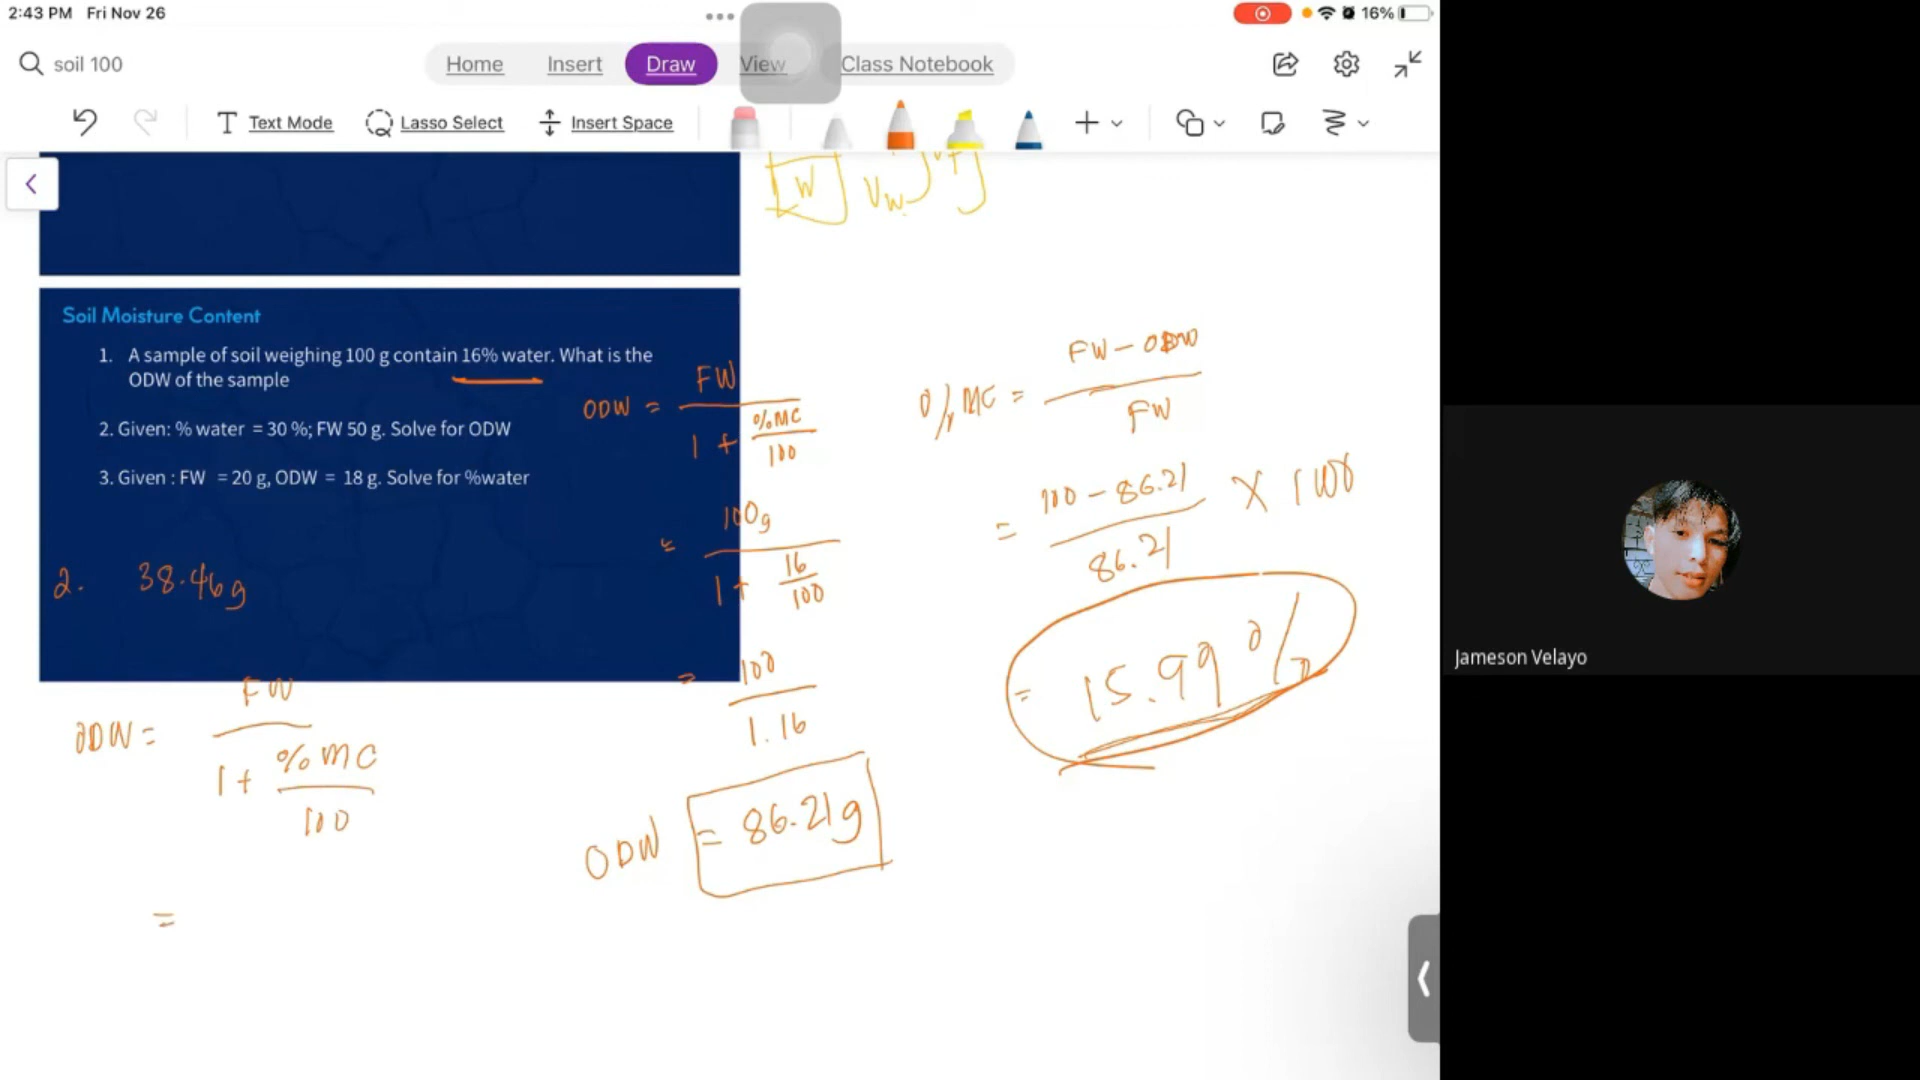 2:43 PM Fri Nov 26
16%
soil 100
Home
Insert
Draw
View
Class Notebook
Text Mode
Lasso Select
Insert Space
W
Vw
Soil Moisture Content
1. A sample of soil weighing 100 g contain 16% water. What is the
ODW of the sample
2. Given: % water = 30 %; FW 50 g. Solve for ODW
3. Given : FW = 20 g, ODW = 18 g. Solve for %water
2. 38.46g
ODW =
FW
1 + %MC
100
=
ODW = FW
1 + %MC
100
= 100g
1 + 16
100
= 100
1.16
ODW = 86.21g
% MC = FW - ODW
FW
= 100 - 86.21 X 100
86.21
= 15.99 %
Jameson Velayo